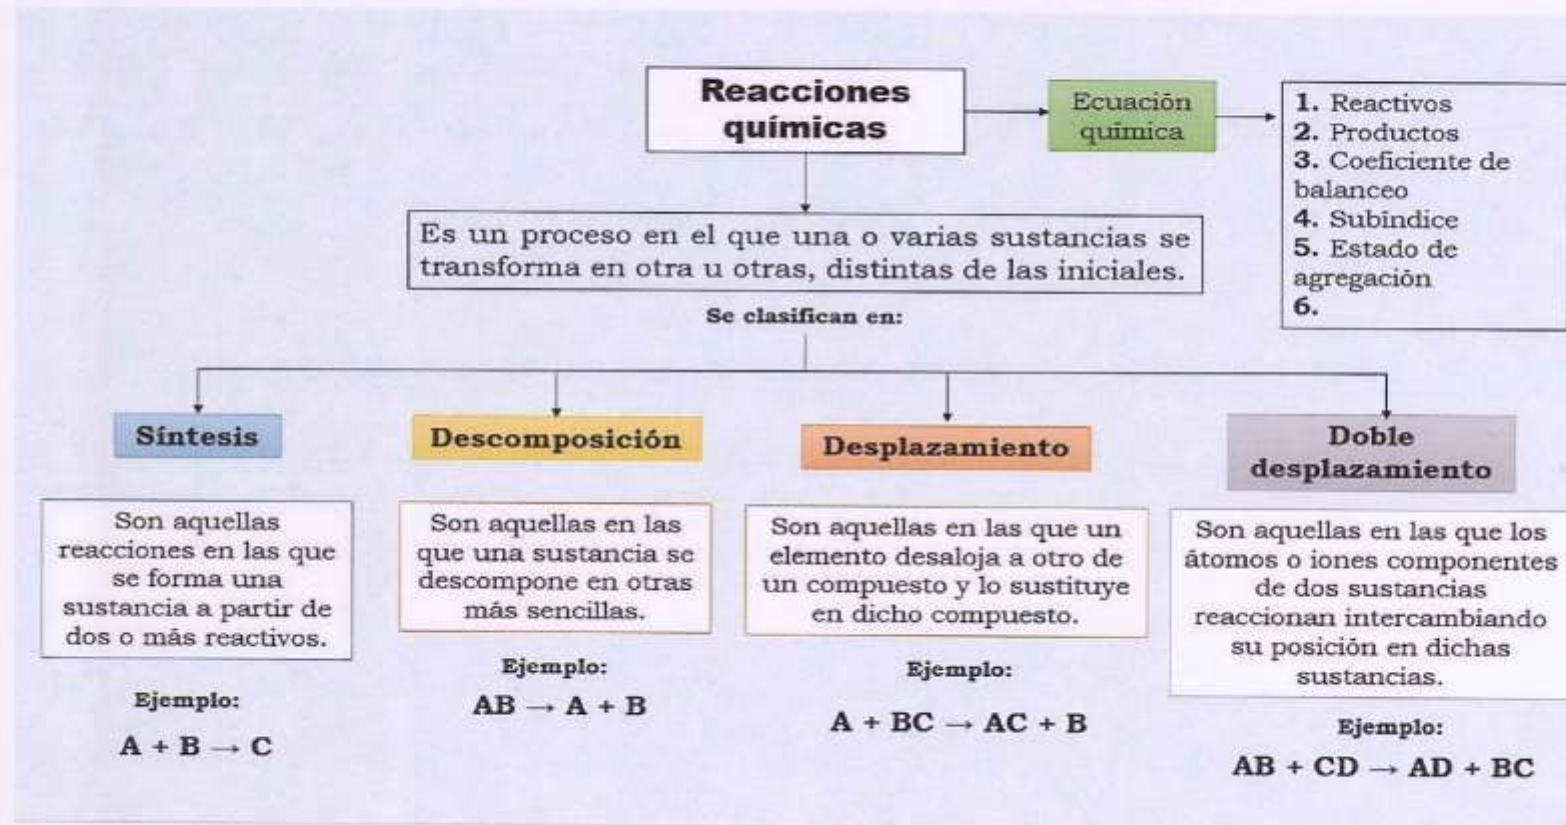 Reacciones
químicas
Ecuación
química
1. Reactivos
2. Productos
3. Coeficiente de
balanceo
4. Subíndice
5. Estado de
agregación
6.
Es un proceso en el que una o varias sustancias se
transforma en otra u otras, distintas de las iniciales.
Se clasifican en:
Síntesis
Son aquellas
reacciones en las que
se forma una
sustancia a partir de
dos o más reactivos.
Ejemplo:
A + B → C
Descomposición
Son aquellas en las
que una sustancia se
descompone en otras
más sencillas.
Ejemplo:
AB → A + B
Desplazamiento
Son aquellas en las que un
elemento desaloja a otro de
un compuesto y lo sustituye
en dicho compuesto.
Ejemplo:
A + BC → AC + B
Doble
desplazamiento
Son aquellas en las que los
átomos o iones componentes
de dos sustancias
reaccionan intercambiando
su posición en dichas
sustancias.
Ejemplo:
AB + CD → AD + BC